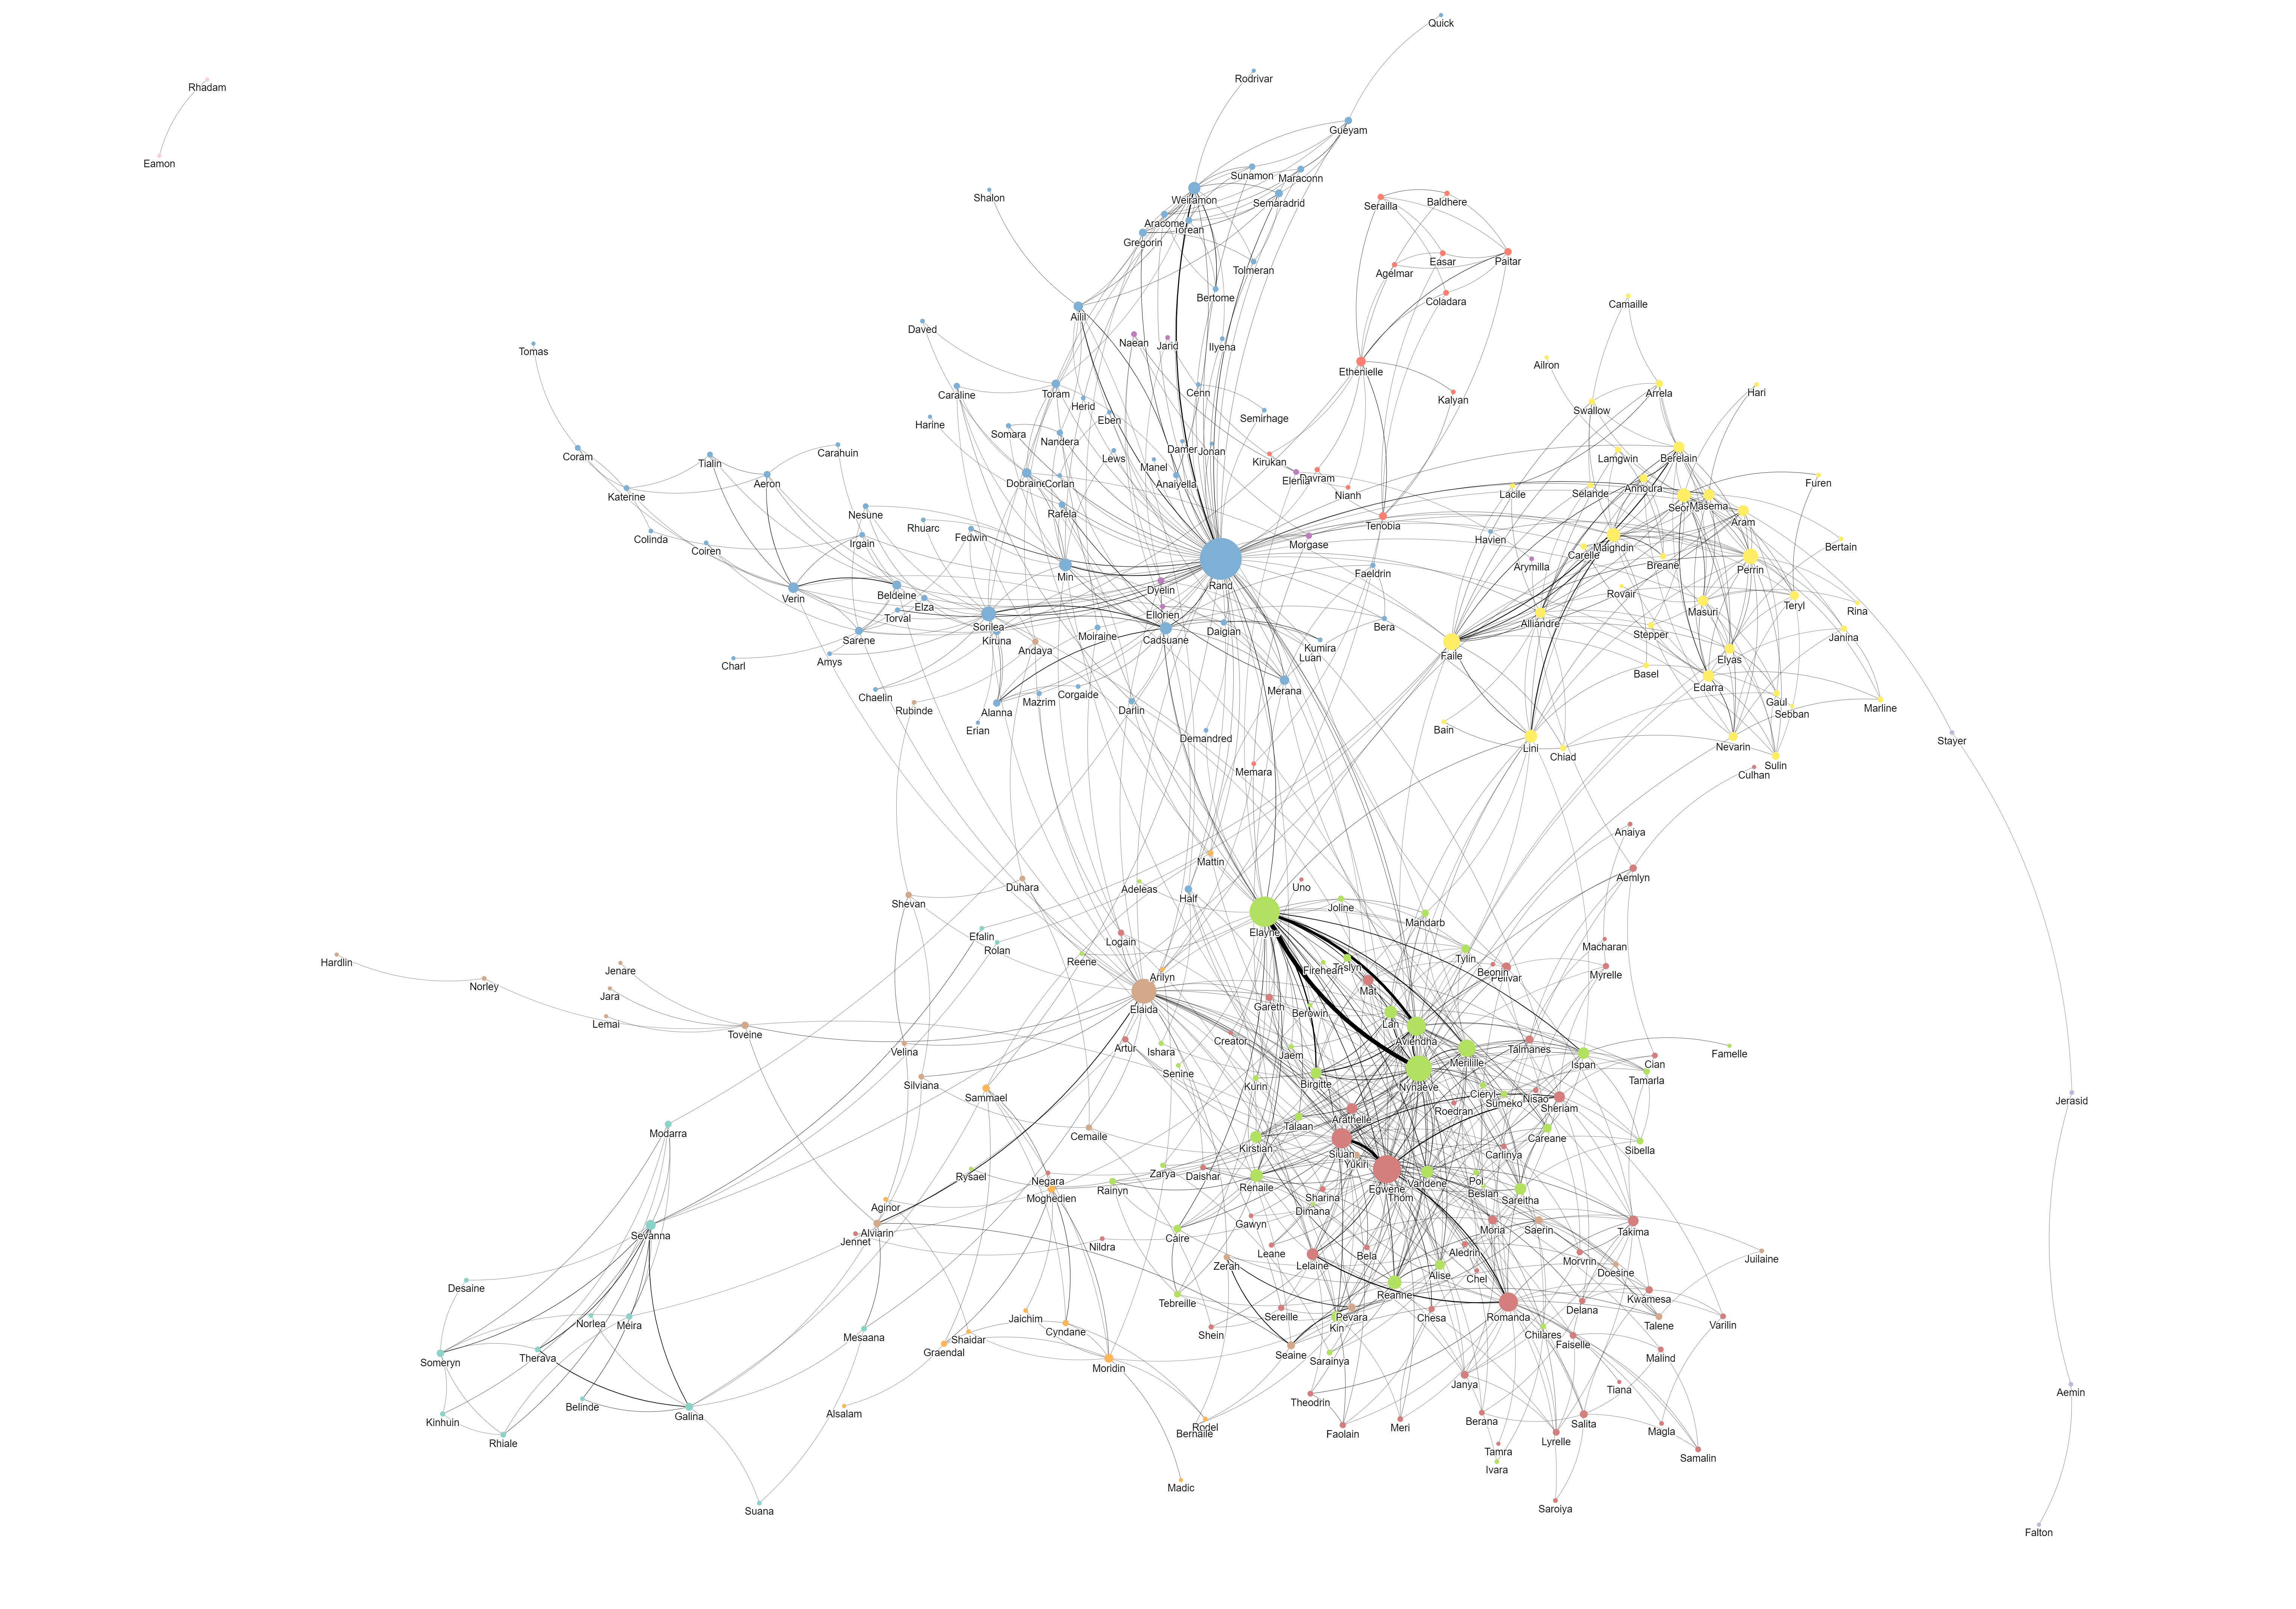 Quick
Rodrivar
Rhadam
Gueyam
Eamon
Sunamon
Maraconn
Shalon
Weiramon
Semaradrid
Serailla
Baldhere
Aracome
Torean
Gregorin
Tolmeran
Easar
Paitar
Agelmar
Bertome
Coladara
Camaille
Ailil
Daved
Naean
Jarid
Ilyena
Tomas
Ethenielle
Ailron
Caraline
Toram
Cenn
Kalyan
Arrela
Hari
Herid
Swallow
Harine
Eben
Semirhage
Somara
Nandera
Carahuin
Damer
Jonan
Coram
Tialin
Lews
Manel
Kirukan
Lamgwin
Berelain
Aeron
Dobraine
Corlan
Anaiyella
Elenia
Davram
Nianh
Lacile
Selande
Annoura
Furen
Katerine
Nesune
Rafela
Masema
Aram
Colinda
Rhuarc
Fedwin
Tenobia
Havien
Coiren
Irgain
Morgase
Maighdin
Carelle
Breane
Bertain
Min
Rand
Faeldrin
Arymilla
Perrin
Verin
Beldeine
Elza
Dyelin
Rovair
Masuri
Teryl
Rina
Torval
Ellorien
Alliandre
Sorilea
Sarene
Kiruna
Moiraine
Cadsuane
Daigian
Bera
Stepper
Janina
Andaya
Kumira
Luan
Faile
Elyas
Charl
Amys
Basel
Edarra
Chaelin
Corgaide
Merana
Rubinde
Mazrim
Darlin
Gaul
Sebban
Marline
Alanna
Erian
Demandred
Bain
Lini
Chiad
Nevarin
Stayer
Memara
Sulin
Culhan
Anaiya
Mattin
Aemlyn
Duhara
Adeleas
Uno
Half
Shevan
Joline
Mandarb
Efalin
Elayne
Rolan
Logain
Macharan
Hardlin
Jenare
Reene
Tylin
Fireheart
Teslyn
Beonin
Pelivar
Myrelle
Norley
Arilyn
Mat
Jara
Elaida
Gareth
Berowin
Lemai
Lan
Toveine
Creator
Aviendha
Talmanes
Famelle
Velina
Artur
Ishara
Jaem
Merilille
Ispan
Cian
Senine
Tamarla
Silviana
Kurin
Birgitte
Nynaeve
Sammael
Cieryl
Sumeko
Nisao
Sheriam
Jerasid
Roedran
Arathelle
Talaan
Modarra
Cemaile
Careane
Kirstian
Siuan
Yukiri
Carlinya
Sibella
Rysael
Negara
Zarya
Daishar
Moghedien
Rainyn
Renaile
Egwene
Thom
Vandene
Pol
Beslan
Sareitha
Sharina
Dimana
Aginor
Gawyn
Sevanna
Alviarin
Jennet
Nildra
Caire
Moria
Saerin
Takima
Leane
Bela
Aledrin
Morvrin
Juilaine
Zerah
Lelaine
Alise
Chel
Doesine
Desaine
Reanne
Tebreille
Kwamesa
Norlea
Meira
Mesaana
Shaidar
Jaichim
Cyndane
Sereille
Kin
Pevara
Chesa
Romanda
Delana
Talene
Varilin
Shein
Chilares
Faiselle
Someryn
Therava
Graendal
Moridin
Seaine
Sarainya
Malind
Janya
Tiana
Aemin
Belinde
Galina
Alsalam
Theodrin
Kinhuin
Rodel
Bernaile
Faolain
Meri
Berana
Salita
Magla
Rhiale
Lyrelle
Tamra
Samalin
Ivara
Madic
Suana
Saroiya
Falton